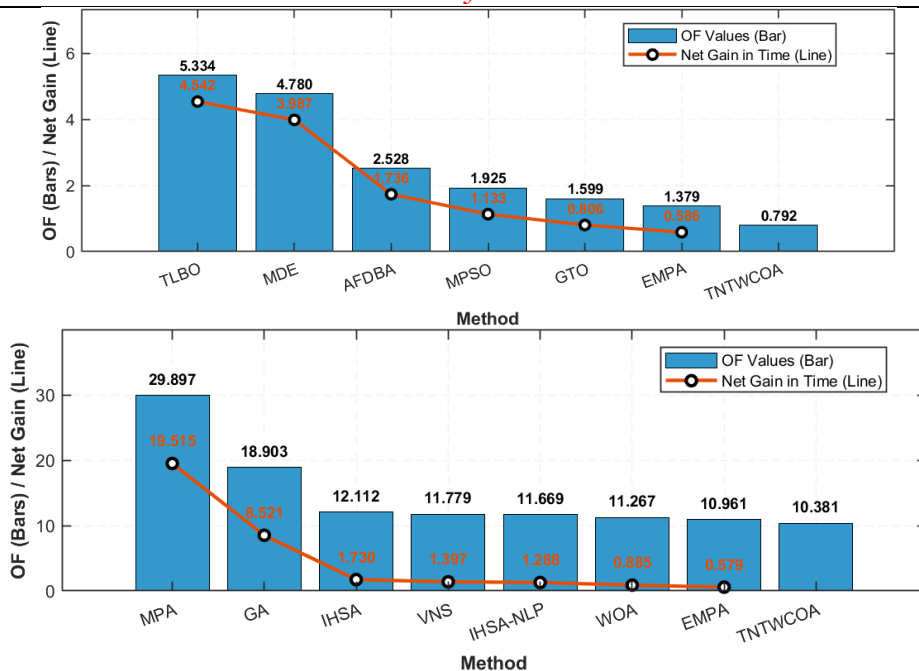 OF (Bars) / Net Gain (Line)
OF Values (Bar)
Net Gain in Time (Line)
6
4
2
0
5.334
4.542
4.780
3.987
2.528
1.736
1.925
1.133
1.599
0.806
1.379
0.586
0.792
TLBO
MDE
AFDBA
MPSO
GTO
EMPA
TNTWCOA
Method
OF (Bars) / Net Gain (Line)
OF Values (Bar)
Net Gain in Time (Line)
30
20
10
0
29.897
19.515
18.903
8.521
12.112
1.730
11.779
1.397
11.669
1.288
11.267
0.885
10.961
0.579
10.381
MPA
GA
IHSA
VNS
IHSA-NLP
WOA
EMPA
TNTWCOA
Method